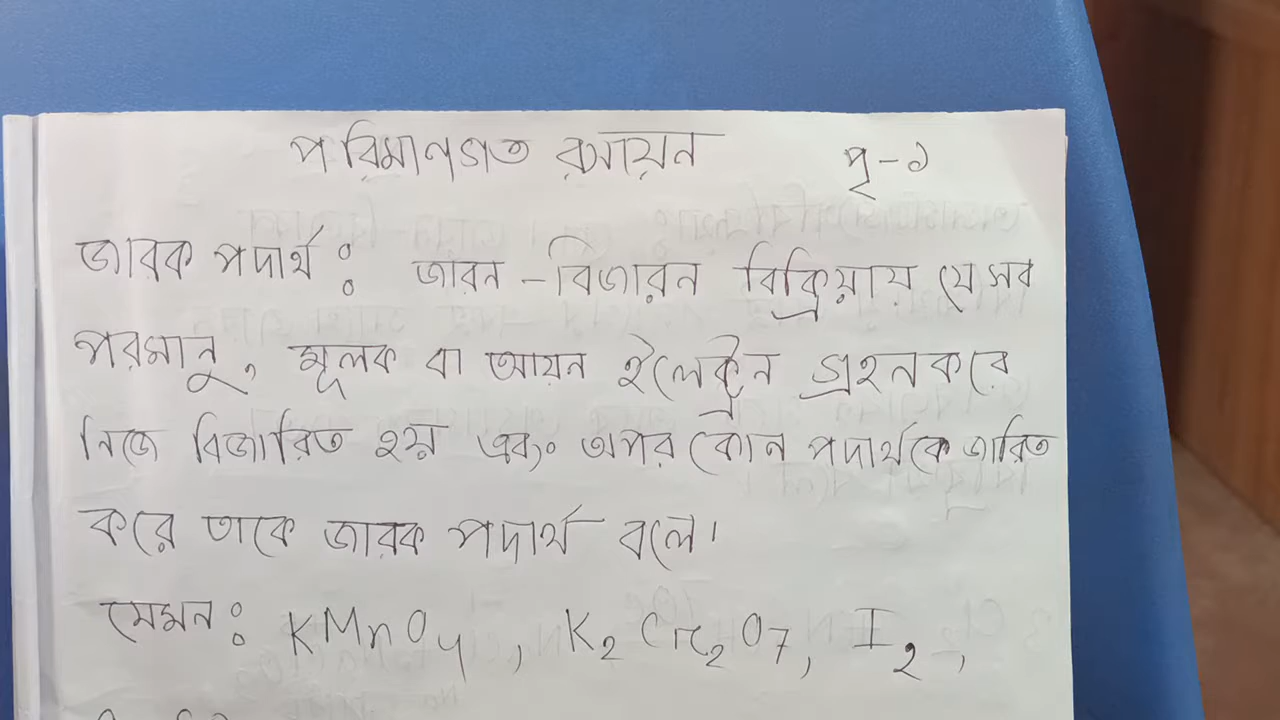 পরিমাণগত রসায়ন পৃ-১
জারক পদার্থ : জারন-বিজারন বিক্রিয়ায় যে সব
পরমানু, মূলক বা আয়ন ইলেক্ট্রন গ্রহন করে
নিজে বিজারিত হয় এবং অপর কোন পদার্থকে জারিত
করে তাকে জারক পদার্থ বলে।
যেমন : KMnO4, K2Cr2O7, I2,